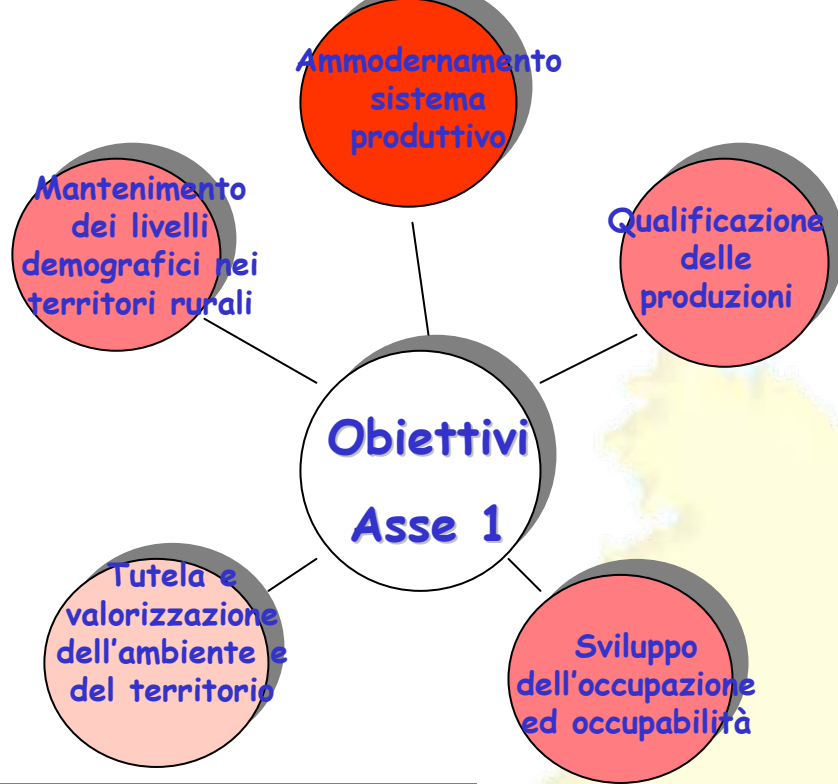 Ammodernamento
sistema
produttivo
Mantenimento
dei livelli
demografici nei
territori rurali
Qualificazione
delle
produzioni
Obiettivi
Asse 1
Tutela e
valorizzazione
dell'ambiente e
del territorio
Sviluppo
dell'occupazione
ed occupabilità